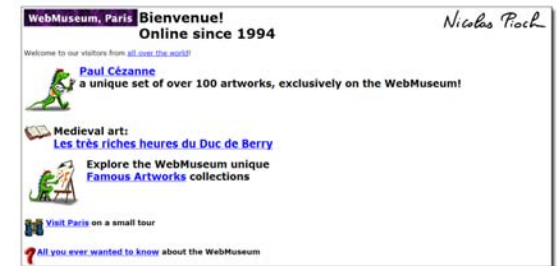 WebMuseum, Paris
Bienvenue!
Online since 1994
Nicolas Pioch
Welcome to our visitors from all over the world!
Paul Cézanne
a unique set of over 100 artworks, exclusively on the WebMuseum!
Medieval art:
Les très riches heures du Duc de Berry
Explore the WebMuseum unique
Famous Artworks collections
Visit Paris on a small tour
All you ever wanted to know about the WebMuseum